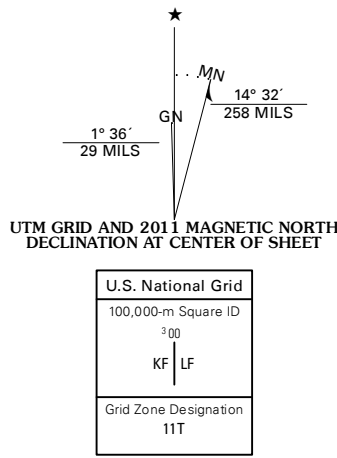 ★
MN
GN
14° 32´
258 MILS
1° 36´
29 MILS
UTM GRID AND 2011 MAGNETIC NORTH
DECLINATION AT CENTER OF SHEET
U.S. National Grid
100,000-m Square ID
³00
KF LF
Grid Zone Designation
11T